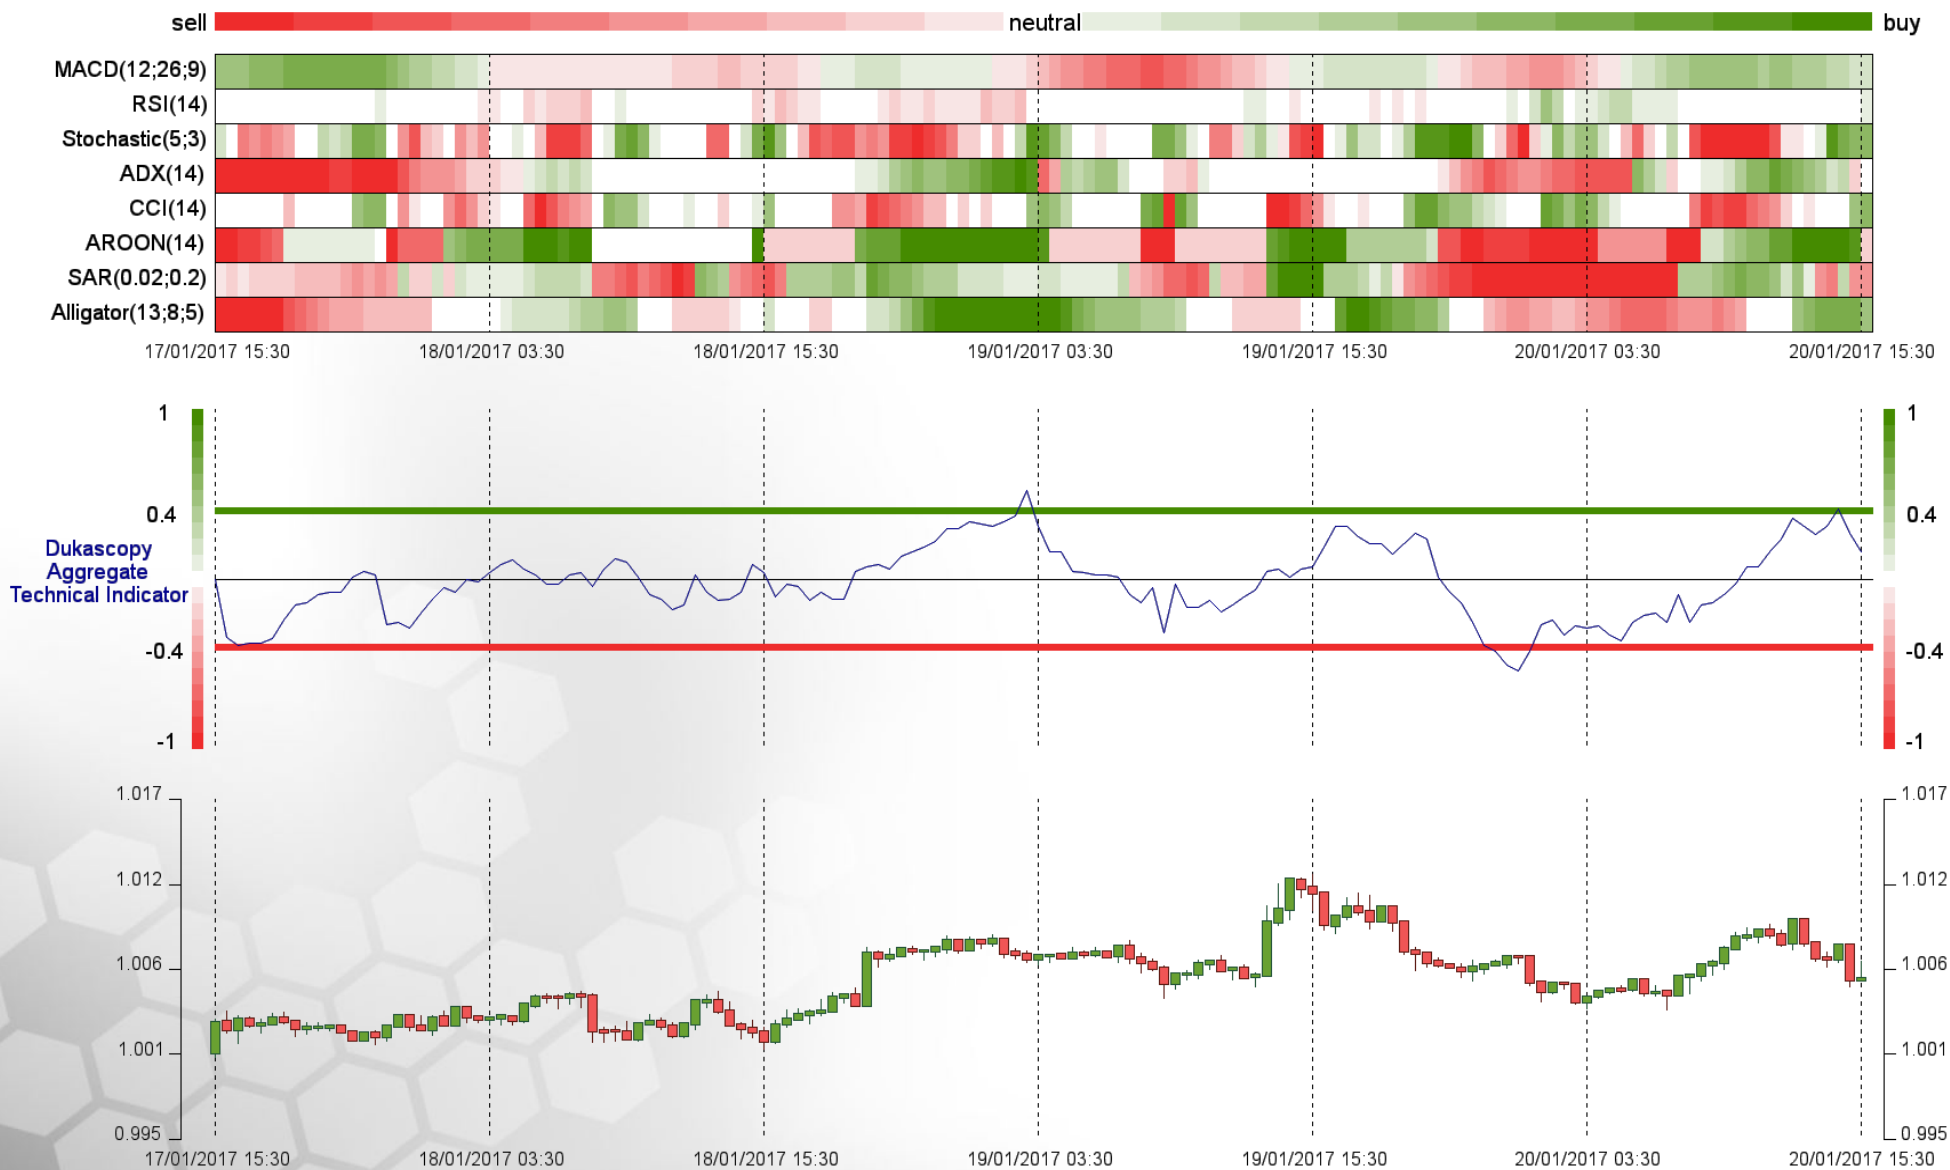 sell neutral buy
MACD(12;26;9)
RSI(14)
Stochastic(5;3)
ADX(14)
CCI(14)
AROON(14)
SAR(0.02;0.2)
Alligator(13;8;5)
17/01/2017 15:30 18/01/2017 03:30 18/01/2017 15:30 19/01/2017 03:30 19/01/2017 15:30 20/01/2017 03:30 20/01/2017 15:30
1 1
0.4 0.4
Dukascopy
Aggregate
Technical Indicator
-0.4 -0.4
-1 -1
1.017 1.017
1.012 1.012
1.006 1.006
1.001 1.001
0.995 0.995
17/01/2017 15:30 18/01/2017 03:30 18/01/2017 15:30 19/01/2017 03:30 19/01/2017 15:30 20/01/2017 03:30 20/01/2017 15:30